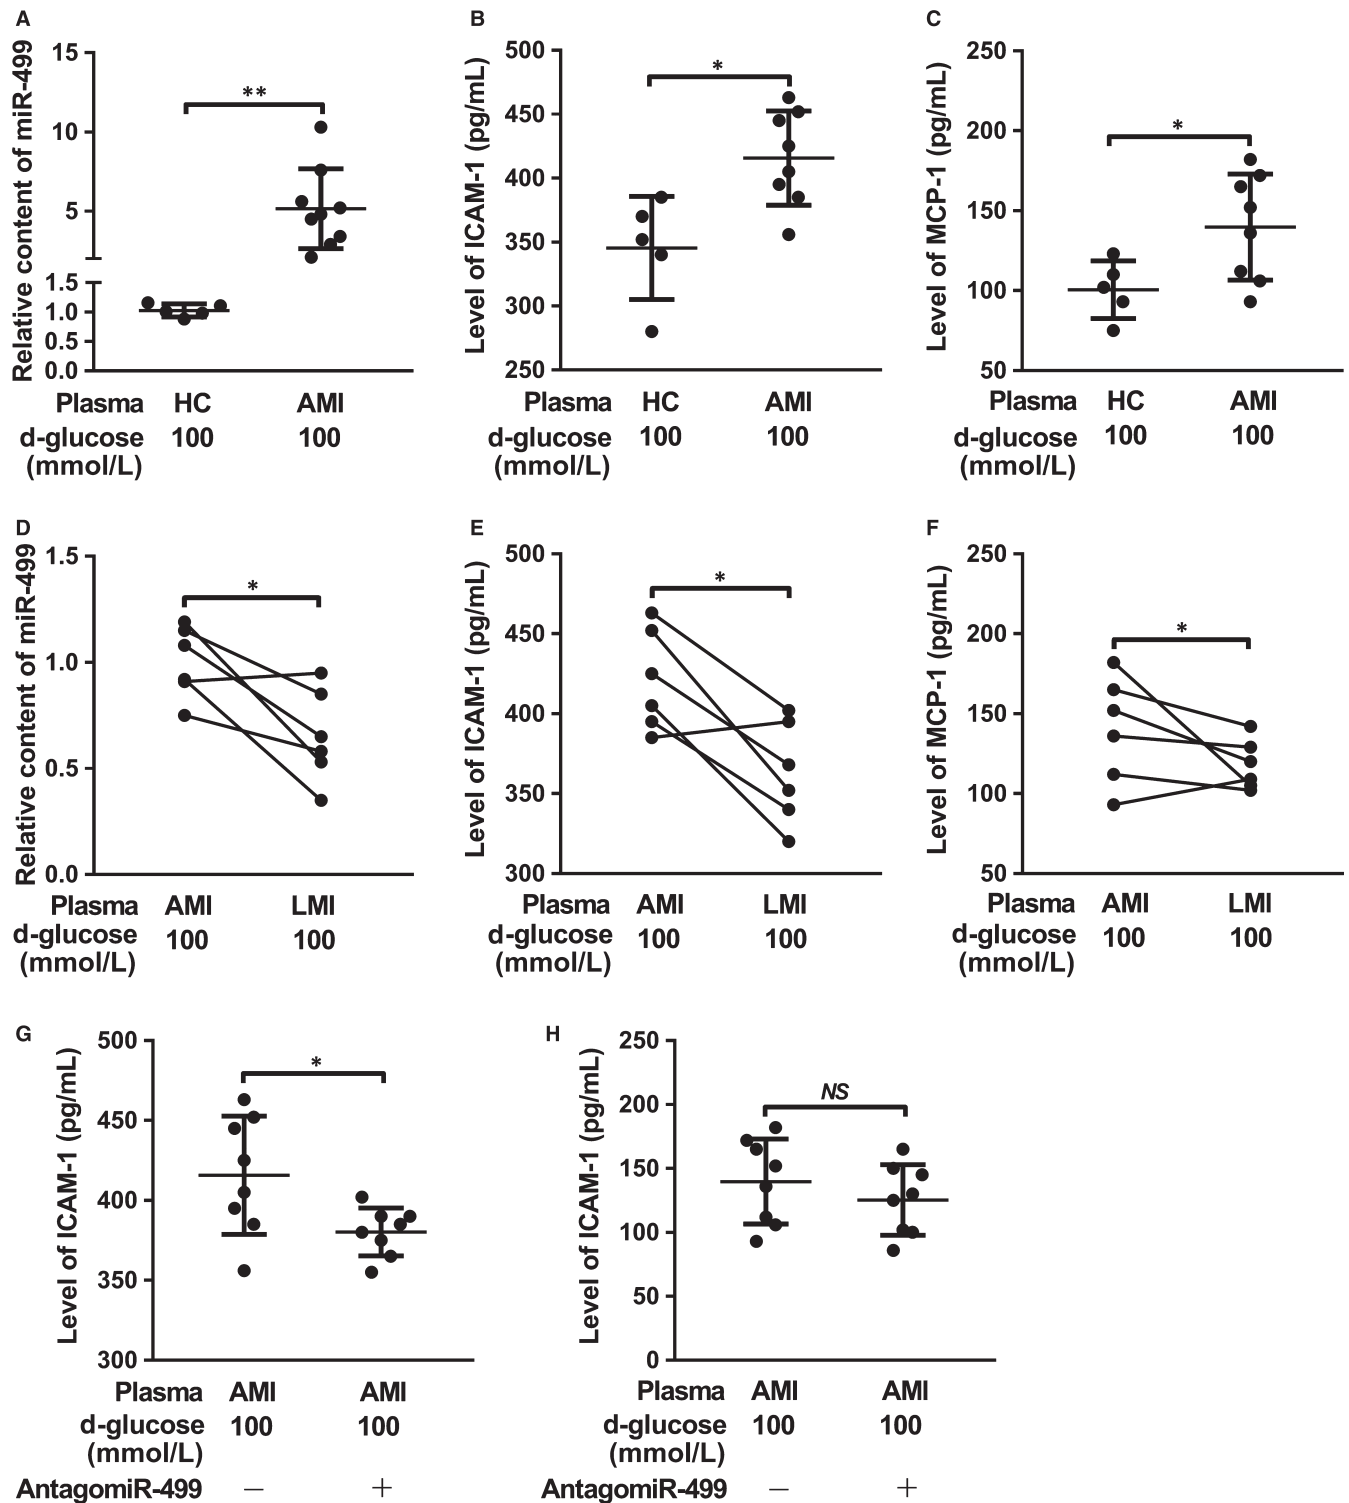 A
Relative content of miR-499
15
10
5
1.5
1.0
0.5
0.0
**
Plasma HC AMI
d-glucose 100 100
(mmol/L)
B
Level of ICAM-1 (pg/mL)
500
450
400
350
300
250
*
Plasma HC AMI
d-glucose 100 100
(mmol/L)
C
Level of MCP-1 (pg/mL)
250
200
150
100
50
*
Plasma HC AMI
d-glucose 100 100
(mmol/L)
D
Relative content of miR-499
1.5
1.0
0.5
0.0
*
Plasma AMI LMI
d-glucose 100 100
(mmol/L)
E
Level of ICAM-1 (pg/mL)
500
450
400
350
300
*
Plasma AMI LMI
d-glucose 100 100
(mmol/L)
F
Level of MCP-1 (pg/mL)
250
200
150
100
50
*
Plasma AMI LMI
d-glucose 100 100
(mmol/L)
G
Level of ICAM-1 (pg/mL)
500
450
400
350
300
*
Plasma AMI AMI
d-glucose 100 100
(mmol/L)
AntagomiR-499 − +
H
Level of ICAM-1 (pg/mL)
250
200
150
100
50
0
NS
Plasma AMI AMI
d-glucose 100 100
(mmol/L)
AntagomiR-499 − +